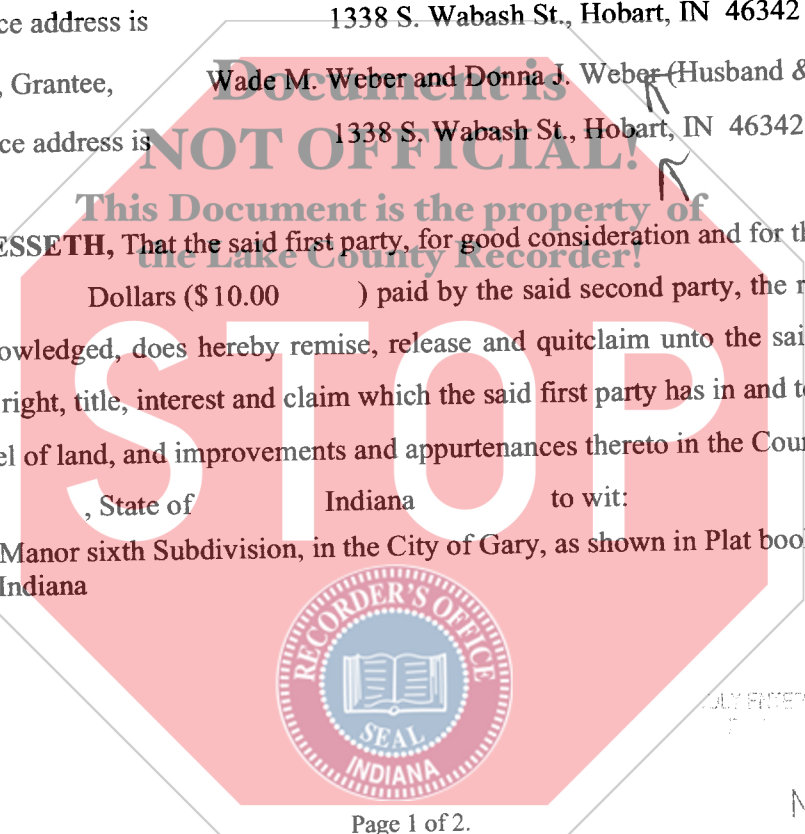 ce address is 1338 S. Wabash St., Hobart, IN 46342
, Grantee, Wade M. Weber and Donna J. Weber (Husband &
Document is
ce address is 1338 S. Wabash St., Hobart, IN 46342
NOT OFFICIAL!
This Document is the property of
ESSETH, That the said first party, for good consideration and for th
the Lake County Recorder!
Dollars ($ 10.00 ) paid by the said second party, the r
owledged, does hereby remise, release and quitclaim unto the sai
right, title, interest and claim which the said first party has in and to
STOP
el of land, and improvements and appurtenances thereto in the Cou
, State of Indiana to wit:
Manor sixth Subdivision, in the City of Gary, as shown in Plat boo
Indiana
RECORDER'S OFFICE
SEAL
INDIANA
Page 1 of 2.